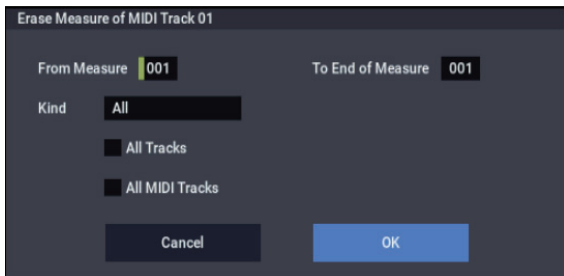 Erase Measure of MIDI Track 01
From Measure 001 To End of Measure 001
Kind All
All Tracks
All MIDI Tracks
Cancel OK